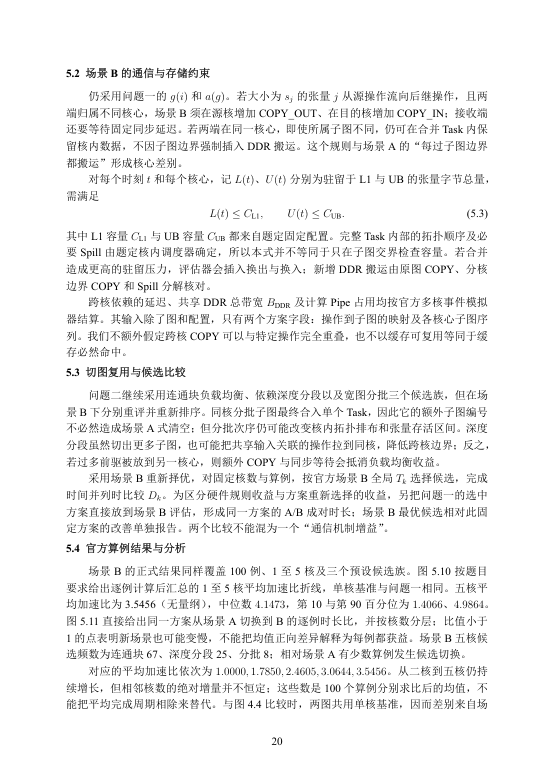 5.2 场景 B 的通信与存储约束
仍采用问题一的 g(i) 和 a(g)。若大小为 s_j 的张量 j 从源操作流向后继操作，且两
端归属不同核心，场景 B 须在源核增加 COPY_OUT、在目的核增加 COPY_IN；接收端
还要等待固定同步延迟。若两端在同一核心，即使所属子图不同，仍可在合并 Task 内保
留核内数据，不因子图边界强制插入 DDR 搬运。这个规则与场景 A 的“每过子图边界
都搬运”形成核心差别。
对每个时刻 t 和每个核心，记 L(t)、U(t) 分别为驻留于 L1 与 UB 的张量字节总量，
需满足
L(t) ≤ C_L1,  U(t) ≤ C_UB. (5.3)
其中 L1 容量 C_L1 与 UB 容量 C_UB 都来自题定固定配置。完整 Task 内部的拓扑顺序及必
要 Spill 由题定核内调度器确定，所以本式并不等同于只在子图交界检查容量。若合并
造成更高的驻留压力，评估器会插入换出与换入；新增 DDR 搬运由原图 COPY、分核
边界 COPY 和 Spill 分解核对。
跨核依赖的延迟、共享 DDR 总带宽 B_DDR 及计算 Pipe 占用均按官方多核事件模拟
器结算。其输入除了图和配置，只有两个方案字段：操作到子图的映射及各核心子图序
列。我们不额外假定跨核 COPY 可以与特定操作完全重叠，也不以缓存可复用等同于缓
存必然命中。
5.3 切图复用与候选比较
问题二继续采用连通块负载均衡、依赖深度分段以及宽图分批三个候选族，但在场
景 B 下分别重评并重新排序。同核分批子图最终合入单个 Task，因此它的额外子图编号
不必然造成场景 A 式清空；但分批次序仍可能改变核内拓扑排布和张量存活区间。深度
分段虽然切出更多子图，也可能把共享输入关联的操作拉到同核，降低跨核边界；反之，
若过多前驱被放到另一核心，则额外 COPY 与同步等待会抵消负载均衡收益。
采用场景 B 重新择优，对固定核数与算例，按官方场景 B 全局 T_k 选择候选，完成
时间并列时比较 D_k。为区分硬件规则收益与方案重新选择的收益，另把问题一的选中
方案直接放到场景 B 评估，形成同一方案的 A/B 成对时长；场景 B 最优候选相对此固
定方案的改善单独报告。两个比较不能混为一个“通信机制增益”。
5.4 官方算例结果与分析
场景 B 的正式结果同样覆盖 100 例、1 至 5 核及三个预设候选族。图 5.10 按题目
要求给出逐例计算后汇总的 1 至 5 核平均加速比折线，单核基准与问题一相同。五核平
均加速比为 3.5456（无量纲），中位数 4.1473，第 10 与第 90 百分位为 1.4066、4.9864。
图 5.11 直接给出同一方案从场景 A 切换到 B 的逐例时长比，并按核数分层；比值小于
1 的点表明新场景也可能变慢，不能把均值正向差异解释为每例都获益。场景 B 五核候
选频数为连通块 67、深度分段 25、分批 8；相对场景 A 有少数算例发生候选切换。
对应的平均加速比依次为 1.0000, 1.7850, 2.4605, 3.0644, 3.5456。从二核到五核仍持
续增长，但相邻核数的绝对增量并不恒定；这些数是 100 个算例分别求比后的均值，不
能把平均完成周期相除来替代。与图 4.4 比较时，两图共用单核基准，因而差别来自场
20